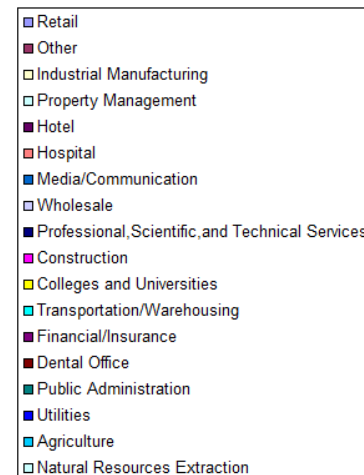 Retail
Other
Industrial Manufacturing
Property Management
Hotel
Hospital
Media/Communication
Wholesale
Professional,Scientific,and Technical Services
Construction
Colleges and Universities
Transportation/Warehousing
Financial/Insurance
Dental Office
Public Administration
Utilities
Agriculture
Natural Resources Extraction